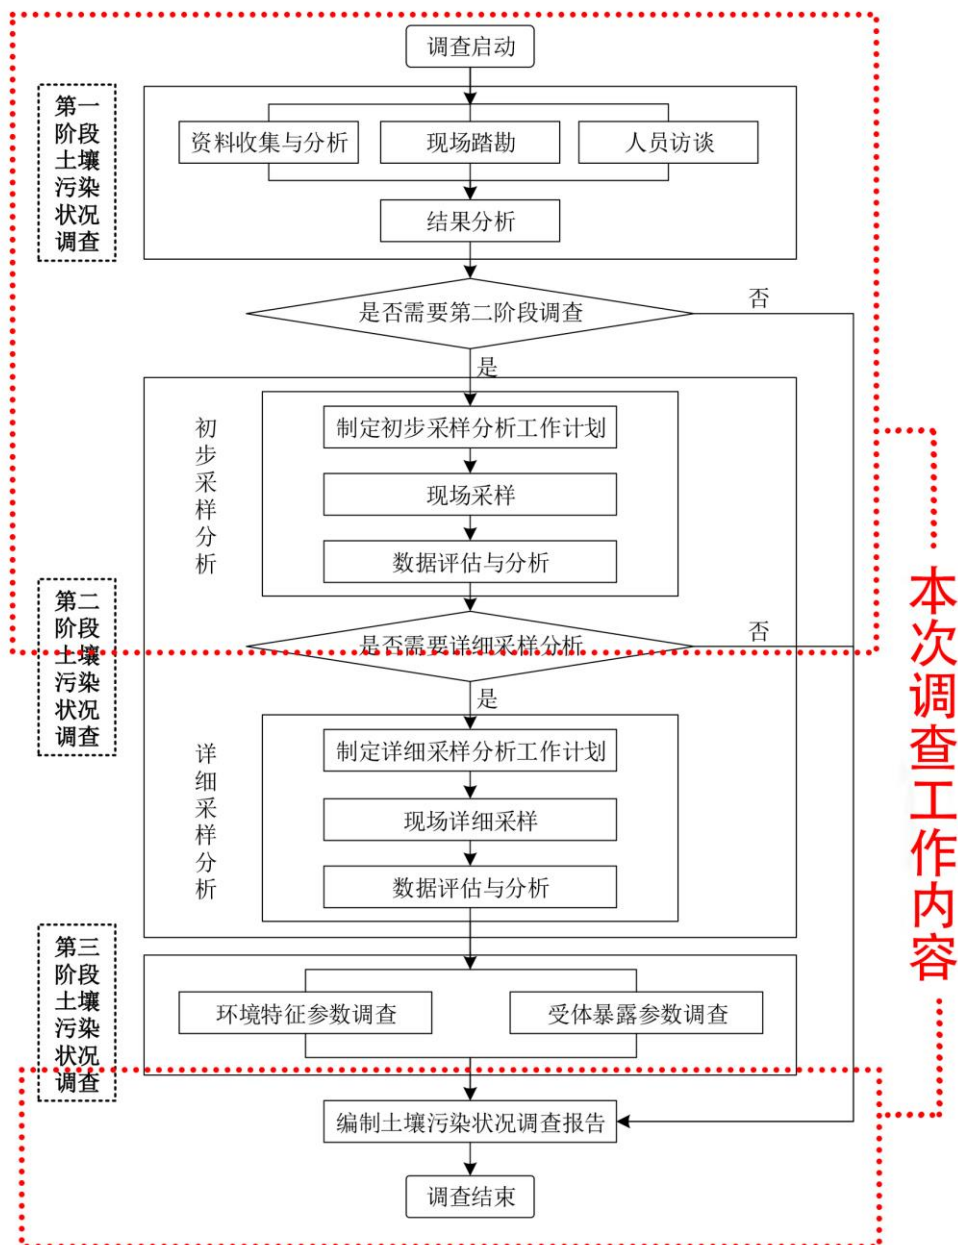 调查启动
第一
阶段
土壤
污染
状况
调查
资料收集与分析
现场踏勘
人员访谈
结果分析
是否需要第二阶段调查
否
是
初步采样分析
制定初步采样分析工作计划
现场采样
数据评估与分析
第二
阶段
土壤
污染
状况
调查
是否需要详细采样分析
否
是
详细采样分析
制定详细采样分析工作计划
现场详细采样
数据评估与分析
第三
阶段
土壤
污染
状况
调查
环境特征参数调查
受体暴露参数调查
编制土壤污染状况调查报告
调查结束
本次调查工作内容